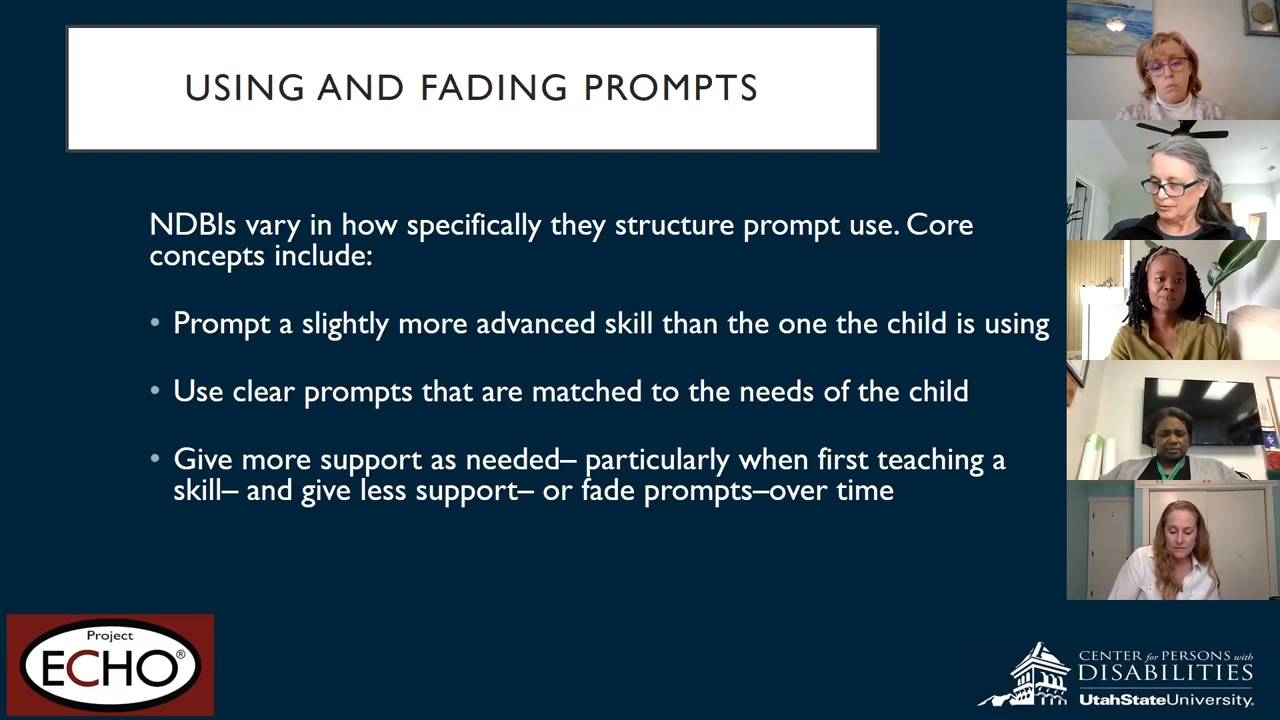 USING AND FADING PROMPTS
NDBIs vary in how specifically they structure prompt use. Core
concepts include:
• Prompt a slightly more advanced skill than the one the child is using
• Use clear prompts that are matched to the needs of the child
• Give more support as needed– particularly when first teaching a
skill– and give less support– or fade prompts–over time
Project
ECHO®
CENTER for PERSONS with
DISABILITIES
UtahStateUniversity.